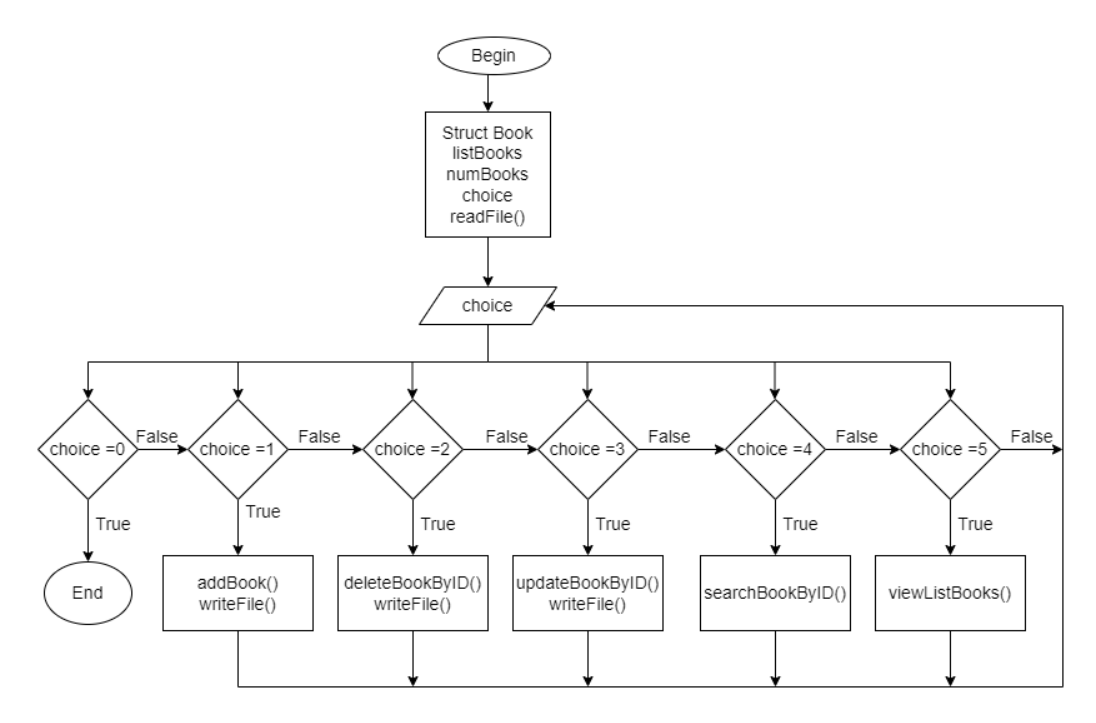 Begin
Struct Book
listBooks
numBooks
choice
readFile()
choice
choice =0
False
choice =1
False
choice =2
False
choice =3
False
choice =4
False
choice =5
False
True
True
True
True
True
True
End
addBook()
writeFile()
deleteBookByID()
writeFile()
updateBookByID()
writeFile()
searchBookByID()
viewListBooks()